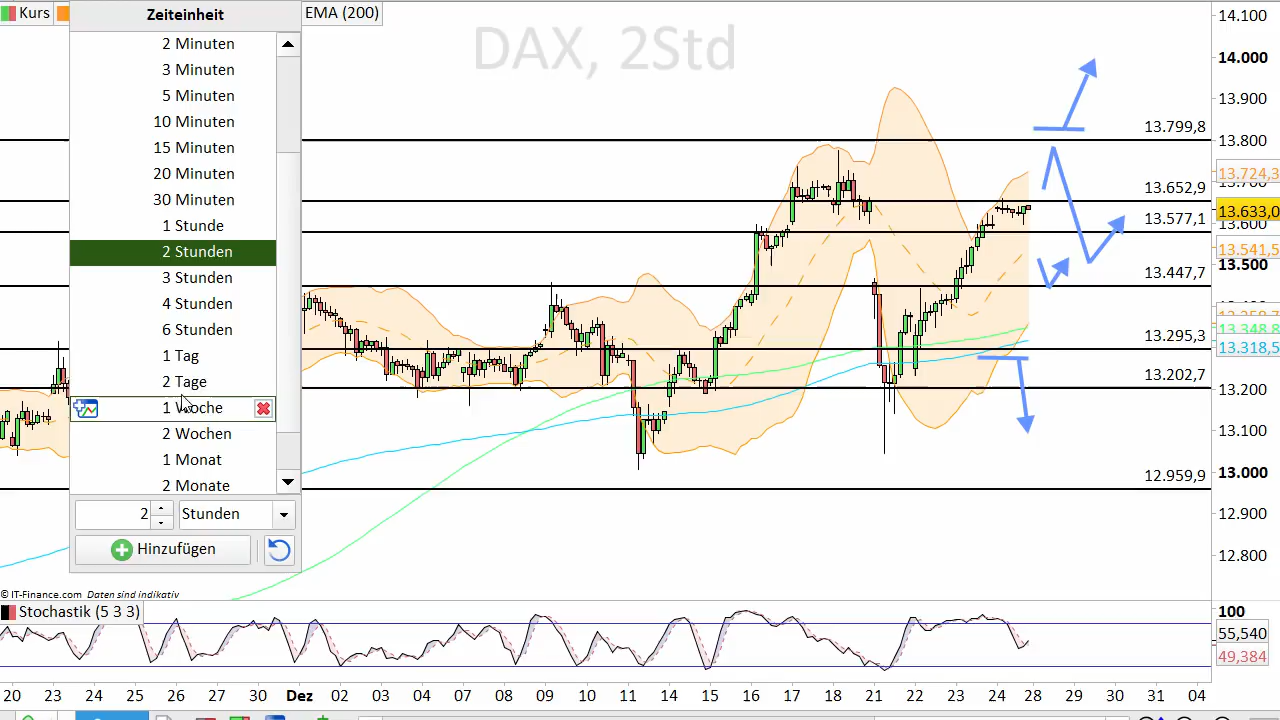 Kurs
Zeiteinheit
EMA (200)
2 Minuten
3 Minuten
5 Minuten
10 Minuten
15 Minuten
20 Minuten
30 Minuten
1 Stunde
2 Stunden
3 Stunden
4 Stunden
6 Stunden
1 Tag
2 Tage
1 Woche
2 Wochen
1 Monat
2 Monate
2 Stunden
Hinzufügen
DAX, 2Std
13.799,8
13.652,9
13.577,1
13.447,7
13.295,3
13.202,7
12.959,9
14.100
14.000
13.900
13.800
13.724,3
13.633,0
13.541,5
13.500
13.348,8
13.318,5
13.200
13.100
13.000
12.900
12.800
© IT-Finance.com Daten sind indikativ
Stochastik (5 3 3)
100
55,540
49,384
20 23 24 25 26 27 30 Dez 02 03 04 07 08 09 10 11 14 15 16 17 18 21 22 23 24 28 29 30 31 04